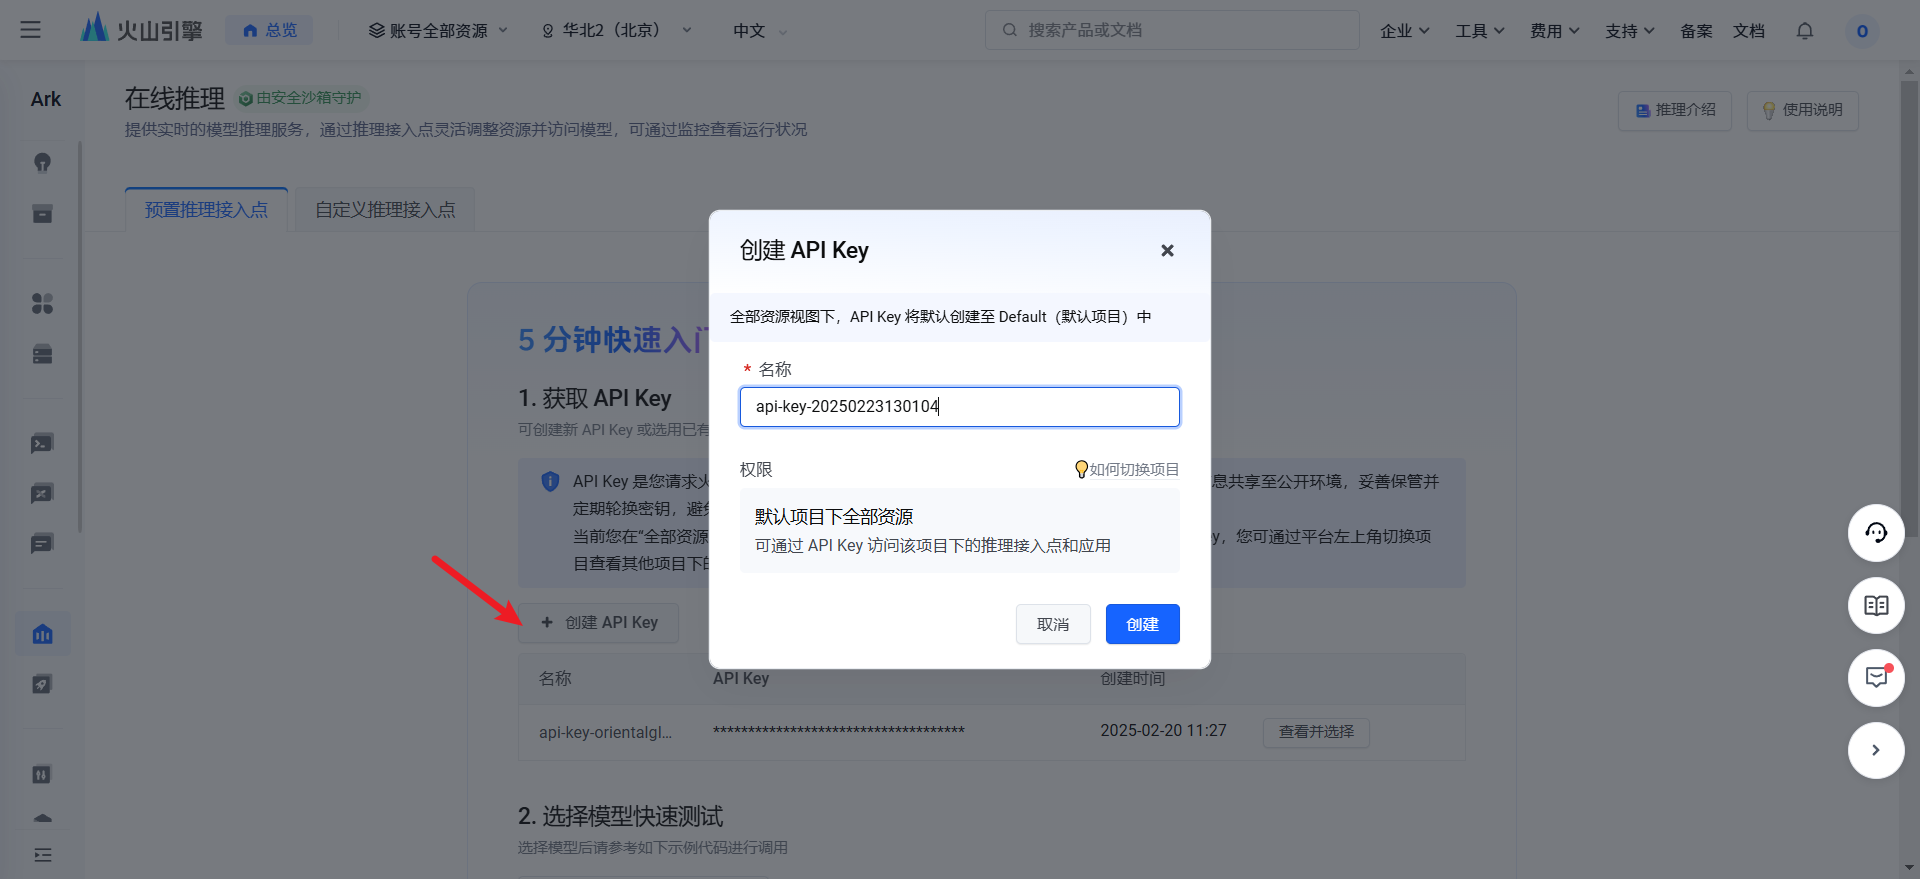 火山引擎
总览
账号全部资源
华北2（北京）
中文
搜索产品或文档
企业
工具
费用
支持
备案
文档
O
Ark
在线推理
由安全沙箱守护
提供实时的模型推理服务，通过推理接入点灵活调整资源并访问模型，可通过监控查看运行状况
推理介绍
使用说明
预置推理接入点
自定义推理接入点
5 分钟快速入门
1. 获取 API Key
可创建新 API Key 或选用已有
API Key 是您请求火
息共享至公开环境，妥善保管并
定期轮换密钥，避免
当前您在“全部资源
y，您可通过平台左上角切换项
目查看其他项目下的
创建 API Key
全部资源视图下，API Key 将默认创建至 Default（默认项目）中
* 名称
api-key-20250223130104
权限
如何切换项目
默认项目下全部资源
可通过 API Key 访问该项目下的推理接入点和应用
取消
创建
+ 创建 API Key
名称
API Key
创建时间
api-key-orientalgl...
************************************
2025-02-20 11:27
查看并选择
2. 选择模型快速测试
选择模型后请参考如下示例代码进行调用